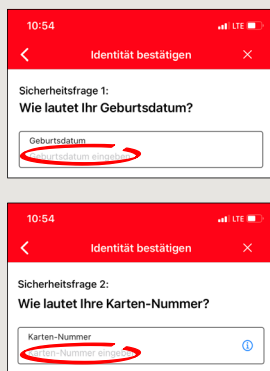 10:54
LTE
Identität bestätigen
Sicherheitsfrage 1:
Wie lautet Ihr Geburtsdatum?
Geburtsdatum
Geburtsdatum eingeben
10:54
LTE
Identität bestätigen
Sicherheitsfrage 2:
Wie lautet Ihre Karten-Nummer?
Karten-Nummer
Karten-Nummer eingeben